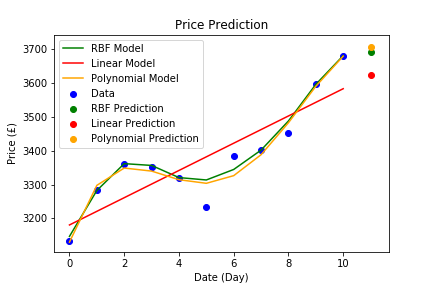 Price Prediction
RBF Model
Linear Model
Polynomial Model
Data
RBF Prediction
Linear Prediction
Polynomial Prediction
Price (£)
3700
3600
3500
3400
3300
3200
0 2 4 6 8 10
Date (Day)